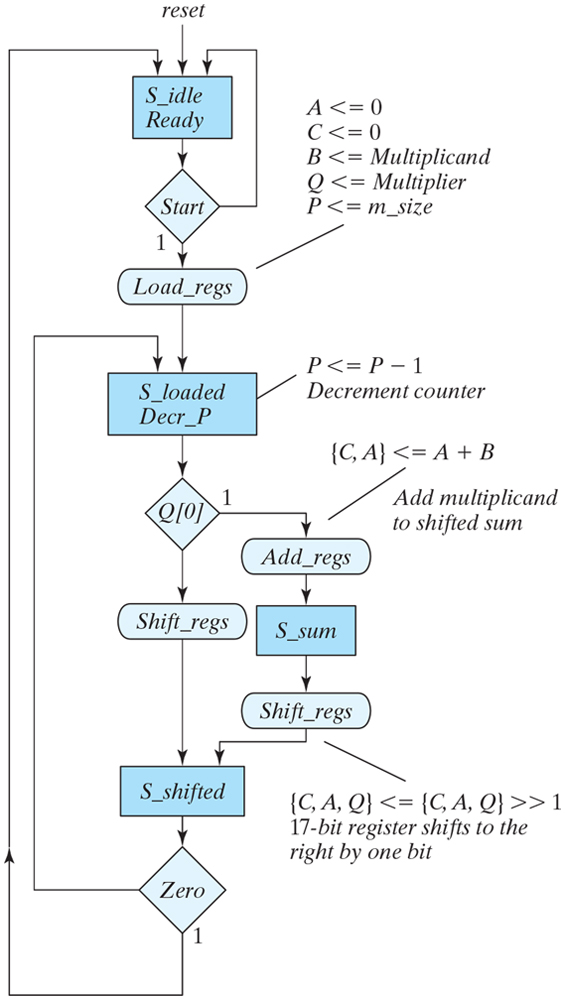 reset
S_idle
Ready
A <= 0
C <= 0
B <= Multiplicand
Q <= Multiplier
P <= m_size
Start
1
Load_regs
S_loaded
Decr_P
P <= P − 1
Decrement counter
{C, A} <= A + B
Add multiplicand
to shifted sum
Q[0]
1
Add_regs
Shift_regs
S_sum
Shift_regs
S_shifted
{C, A, Q} <= {C, A, Q} >> 1
17-bit register shifts to the
right by one bit
Zero
1